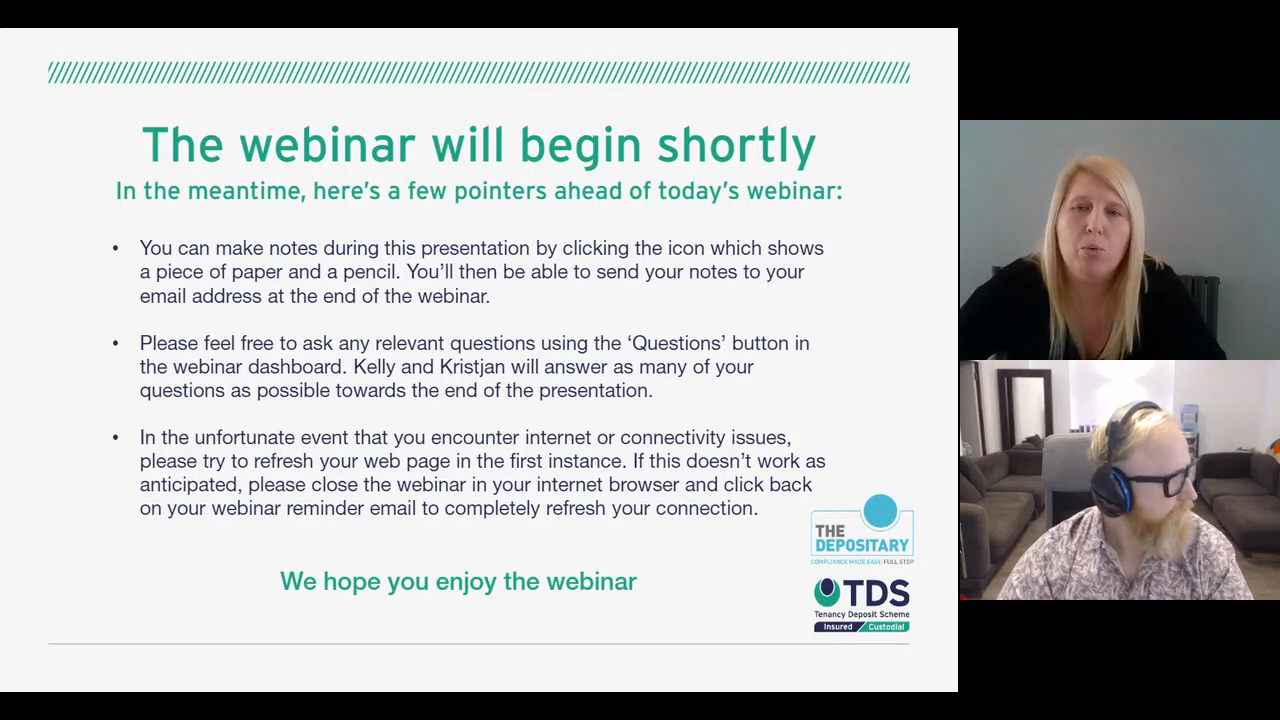 The webinar will begin shortly
In the meantime, here's a few pointers ahead of today's webinar:
• You can make notes during this presentation by clicking the icon which shows
a piece of paper and a pencil. You'll then be able to send your notes to your
email address at the end of the webinar.
• Please feel free to ask any relevant questions using the ‘Questions’ button in
the webinar dashboard. Kelly and Kristjan will answer as many of your
questions as possible towards the end of the presentation.
• In the unfortunate event that you encounter internet or connectivity issues,
please try to refresh your web page in the first instance. If this doesn't work as
anticipated, please close the webinar in your internet browser and click back
on your webinar reminder email to completely refresh your connection.
THE
DEPOSITARY
COMPLIANCE MADE EASY. FULL STOP
We hope you enjoy the webinar
TDS
Tenancy Deposit Scheme
Insured Custodial